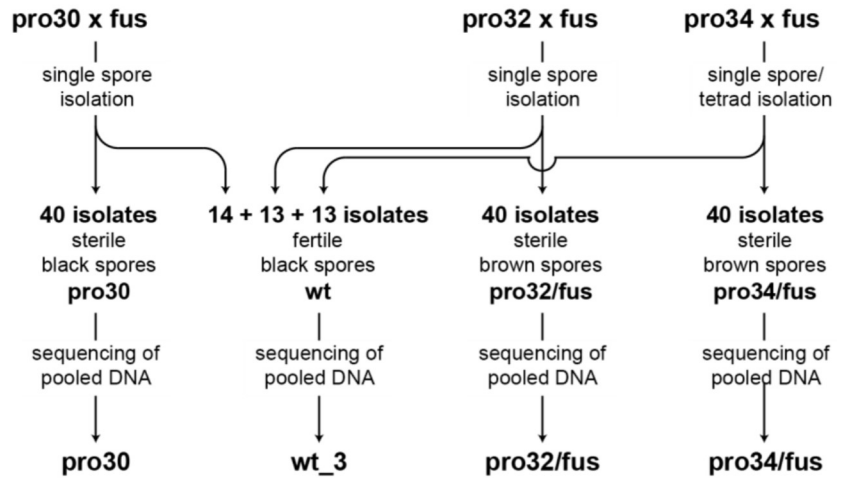 pro30 x fus
pro32 x fus
pro34 x fus
single spore
isolation
single spore
isolation
single spore/
tetrad isolation
40 isolates
sterile
black spores
pro30
14 + 13 + 13 isolates
fertile
black spores
wt
40 isolates
sterile
brown spores
pro32/fus
40 isolates
sterile
brown spores
pro34/fus
sequencing of
pooled DNA
sequencing of
pooled DNA
sequencing of
pooled DNA
sequencing of
pooled DNA
pro30
wt_3
pro32/fus
pro34/fus